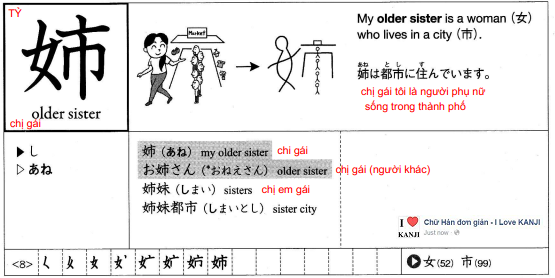 TỶ
姉
older sister
chị gái
Market
My older sister is a woman (女)
who lives in a city (市).
姉は都市に住んでいます。
あね とし す
chị gái tôi là người phụ nữ
sống trong thành phố
▶ し
▷ あね
姉 (あね) my older sister chi gái
お姉さん (*おねえさん) older sister chị gái (người khác)
姉妹 (しまい) sisters chị em gái
姉妹都市 (しまいとし) sister city
I ❤ KANJI
Chữ Hán đơn giản - I Love KANJI
Just now
<8> く 夂 女 女' 女亠 姉
女(52) 市(99)